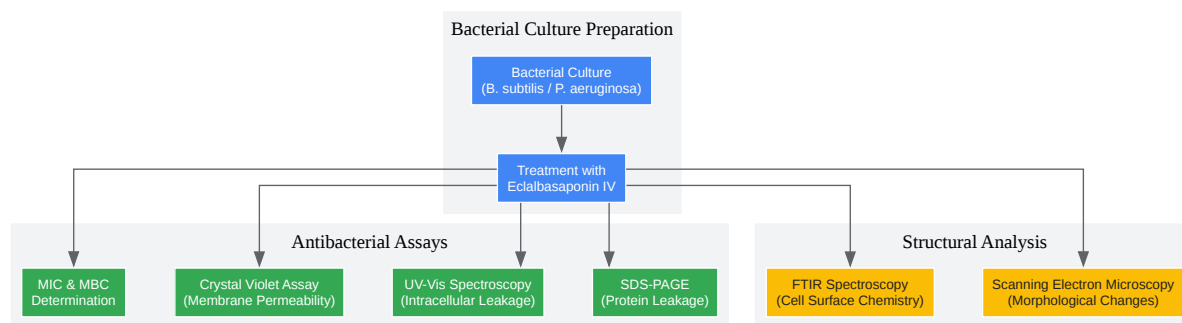 Bacterial Culture Preparation
Bacterial Culture
(B. subtilis / P. aeruginosa)
Treatment with
Eclalbasaponin IV
Antibacterial Assays
MIC & MBC
Determination
Crystal Violet Assay
(Membrane Permeability)
UV-Vis Spectroscopy
(Intracellular Leakage)
SDS-PAGE
(Protein Leakage)
Structural Analysis
FTIR Spectroscopy
(Cell Surface Chemistry)
Scanning Electron Microscopy
(Morphological Changes)